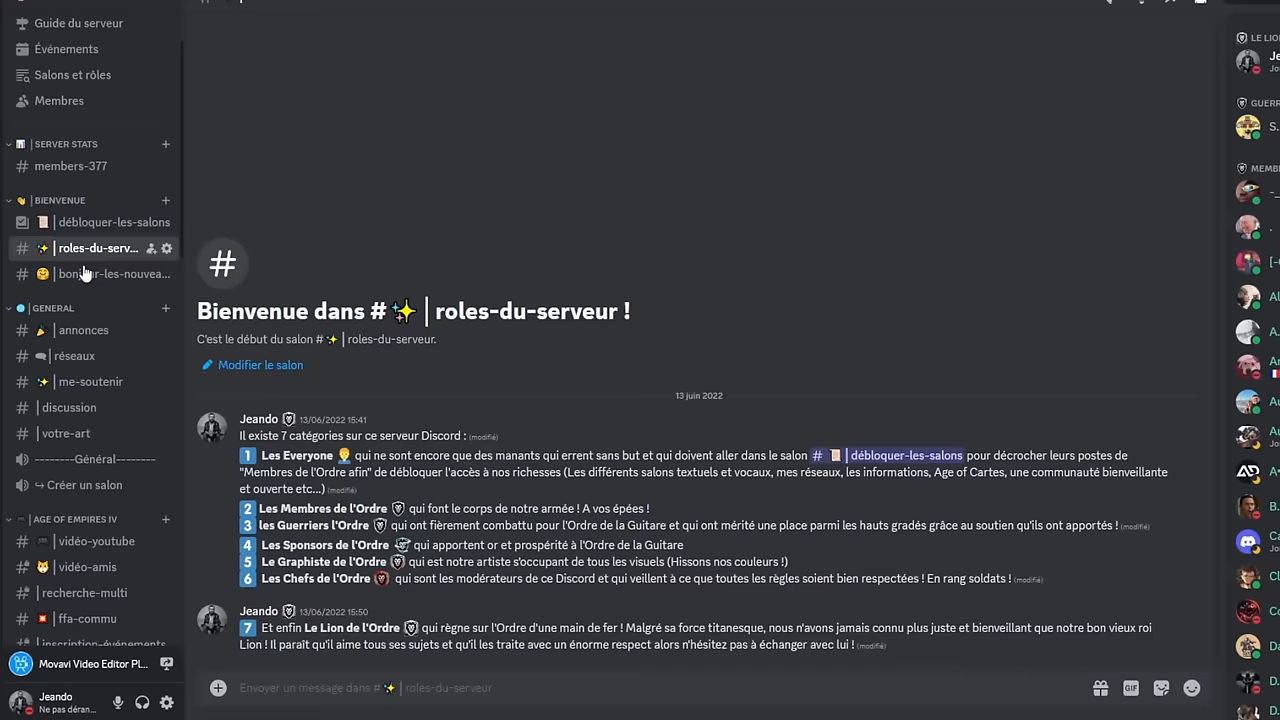 Guide du serveur
Événements
Salons et rôles
Membres
SERVER STATS
members-377
BIENVENUE
débloquer-les-salons
roles-du-serv...
bonjour-les-nouvea...
GENERAL
annonces
réseaux
me-soutenir
discussion
votre-art
--------Général--------
Créer un salon
AGE OF EMPIRES IV
vidéo-youtube
vidéo-amis
recherche-multi
ffa-commu
inscription-événements
Movavi Video Editor Pl...
Jeando
Ne pas déran...
Bienvenue dans #✨ | roles-du-serveur !
C'est le début du salon #✨ | roles-du-serveur.
Modifier le salon
13 juin 2022
Jeando 13/06/2022 15:41
Il existe 7 catégories sur ce serveur Discord : (modifié)
1 Les Everyone 🤦‍♂️ qui ne sont encore que des manants qui errent sans but et qui doivent aller dans le salon # 📜 | débloquer-les-salons pour décrocher leurs postes de
"Membres de l'Ordre afin" de débloquer l'accès à nos richesses (Les différents salons textuels et vocaux, mes réseaux, les informations, Age of Cartes, une communauté bienveillante
et ouverte etc...) (modifié)
2 Les Membres de l'Ordre qui font le corps de notre armée ! A vos épées !
3 les Guerriers l'Ordre qui ont fièrement combattu pour l'Ordre de la Guitare et qui ont mérité une place parmi les hauts gradés grâce au soutien qu'ils ont apportés ! (modifié)
4 Les Sponsors de l'Ordre qui apportent or et prospérité à l'Ordre de la Guitare
5 Le Graphiste de l'Ordre qui est notre artiste s'occupant de tous les visuels (Hissons nos couleurs !)
6 Les Chefs de l'Ordre qui sont les modérateurs de ce Discord et qui veillent à ce que toutes les règles soient bien respectées ! En rang soldats ! (modifié)
Jeando 13/06/2022 15:50
7 Et enfin Le Lion de l'Ordre qui règne sur l'Ordre d'une main de fer ! Malgré sa force titanesque, nous n'avons jamais connu plus juste et bienveillant que notre bon vieux roi
Lion ! Il paraît qu'il aime tous ses sujets et qu'il les traite avec un énorme respect alors n'hésitez pas à échanger avec lui ! (modifié)
Envoyer un message dans #✨ | roles-du-serveur
GIF
LE LIO
Je
Jo
GUERR
S.
MEMB
-_
.
[-
Al
A.
Ar
Au
Au
Jo
AD
B.
Ca
Jo
Cl
Co
Da
D.
D.